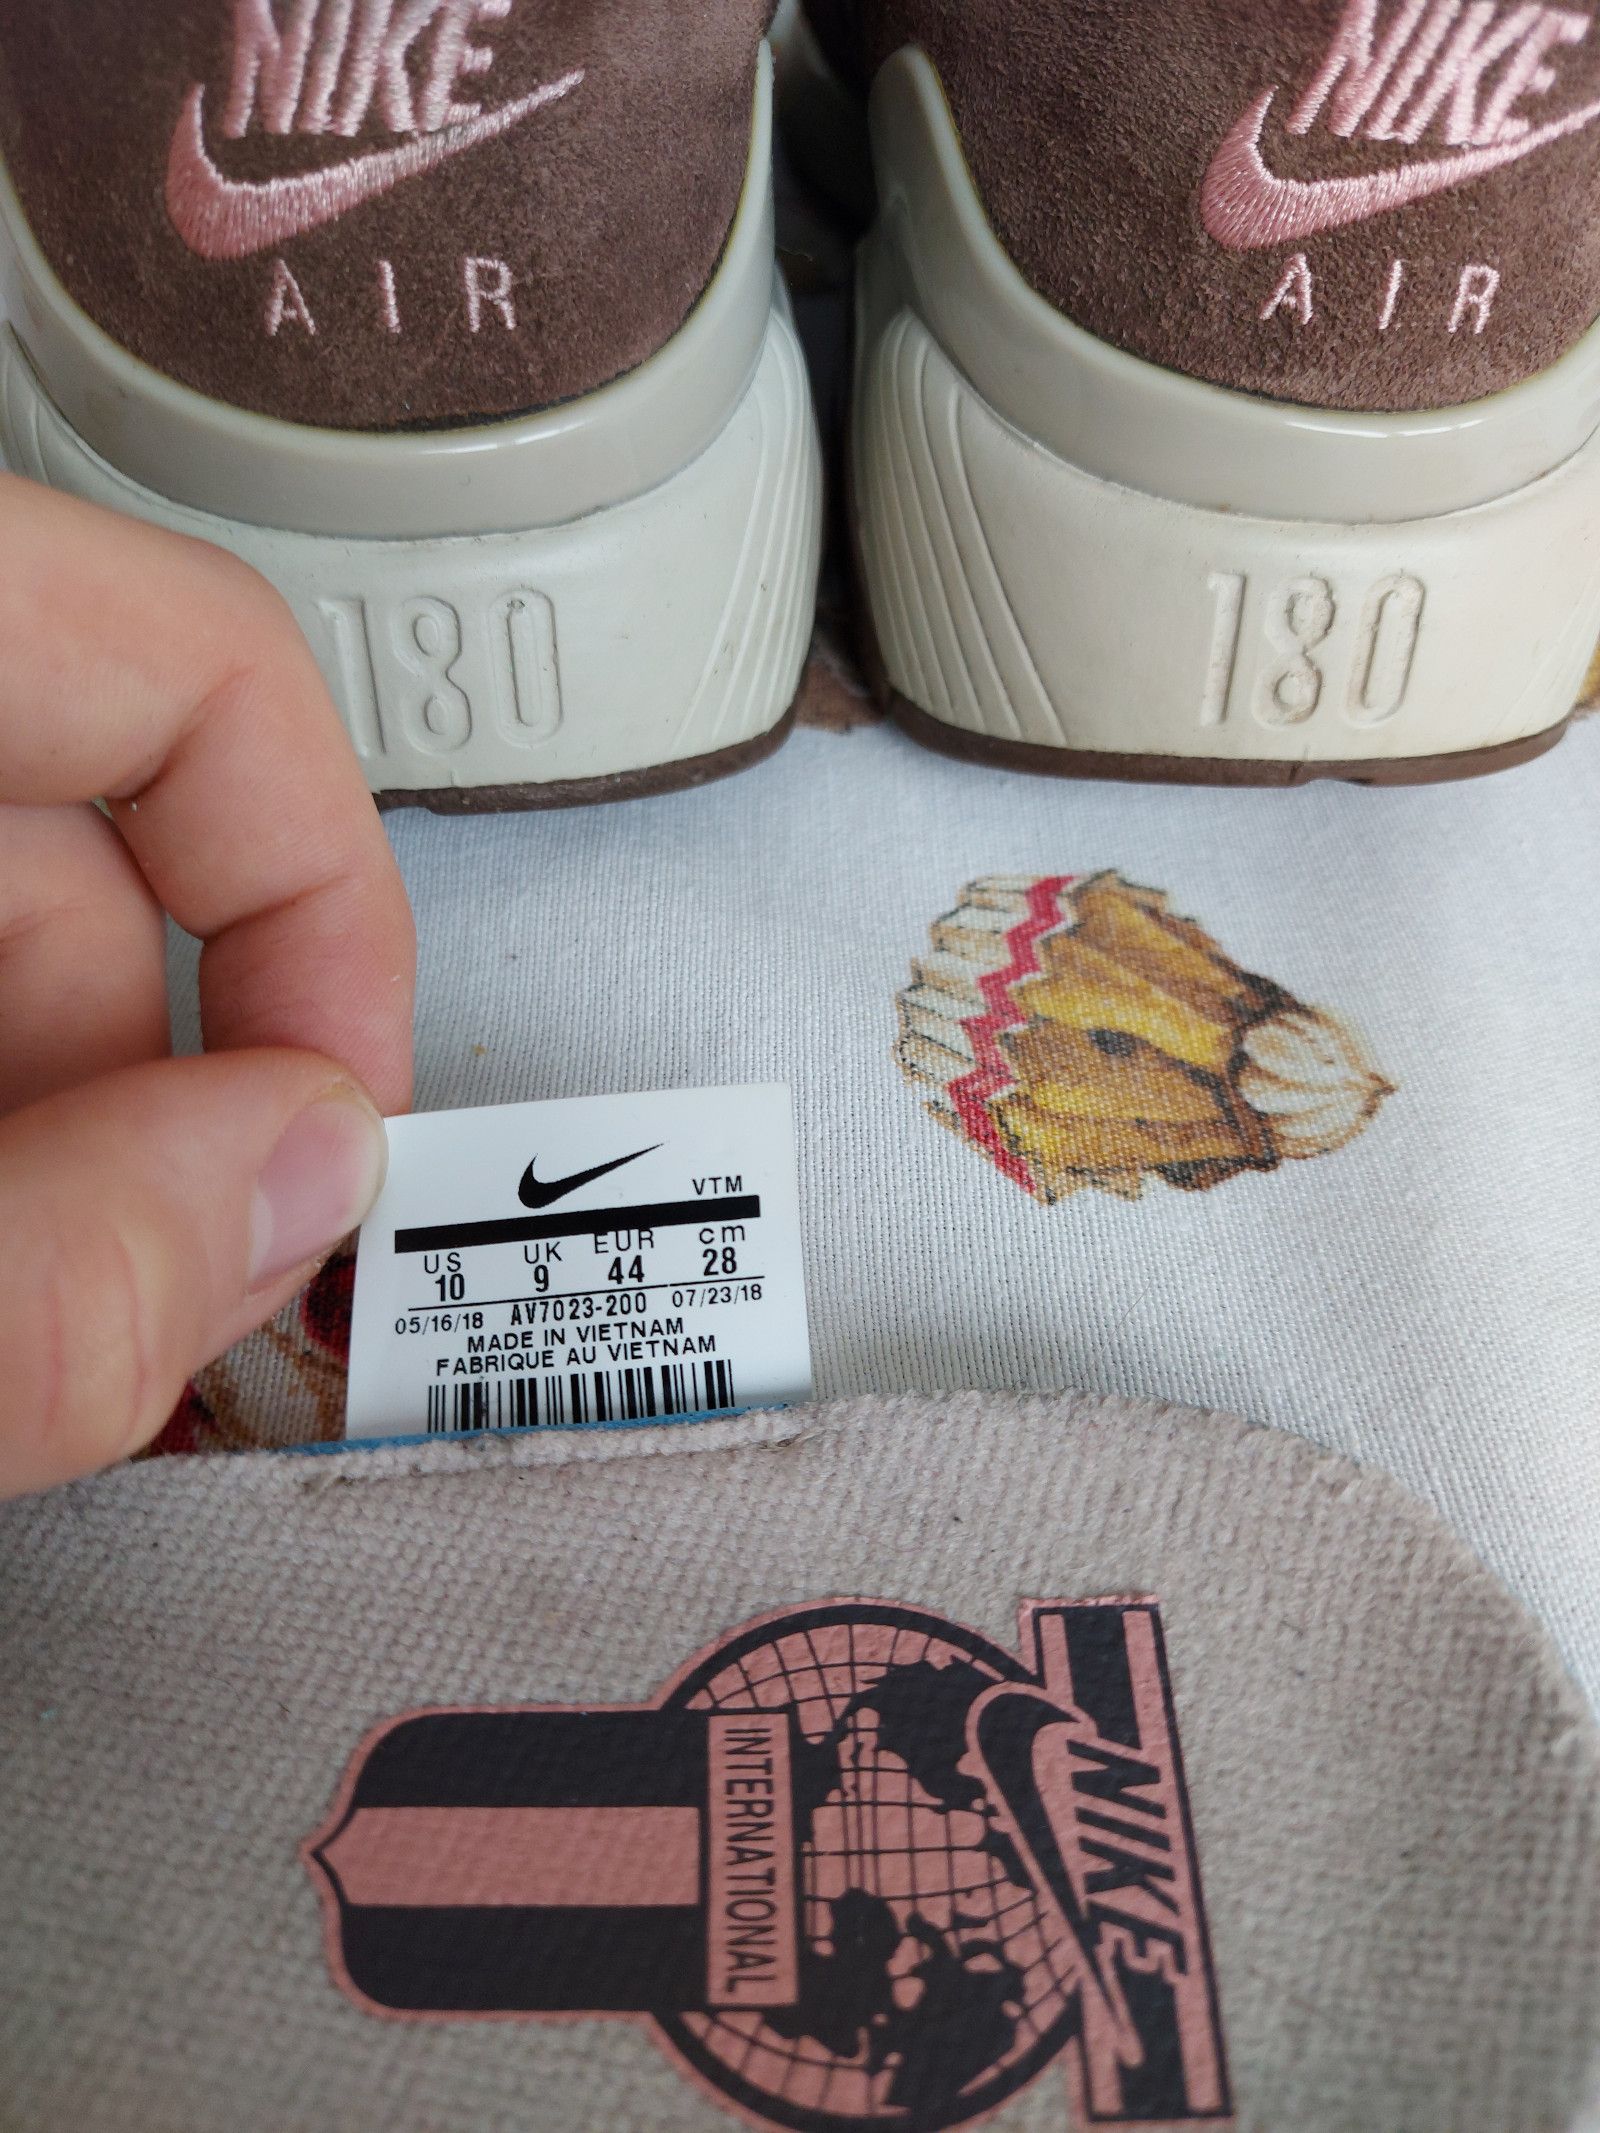 NIKE
AIR
NIKE
AIR
180
180
VTM
US UK EUR cm
10 9 44 28
05/16/18 AV7023-200 07/23/18
MADE IN VIETNAM
FABRIQUE AU VIETNAM
NIKE
INTERNATIONAL